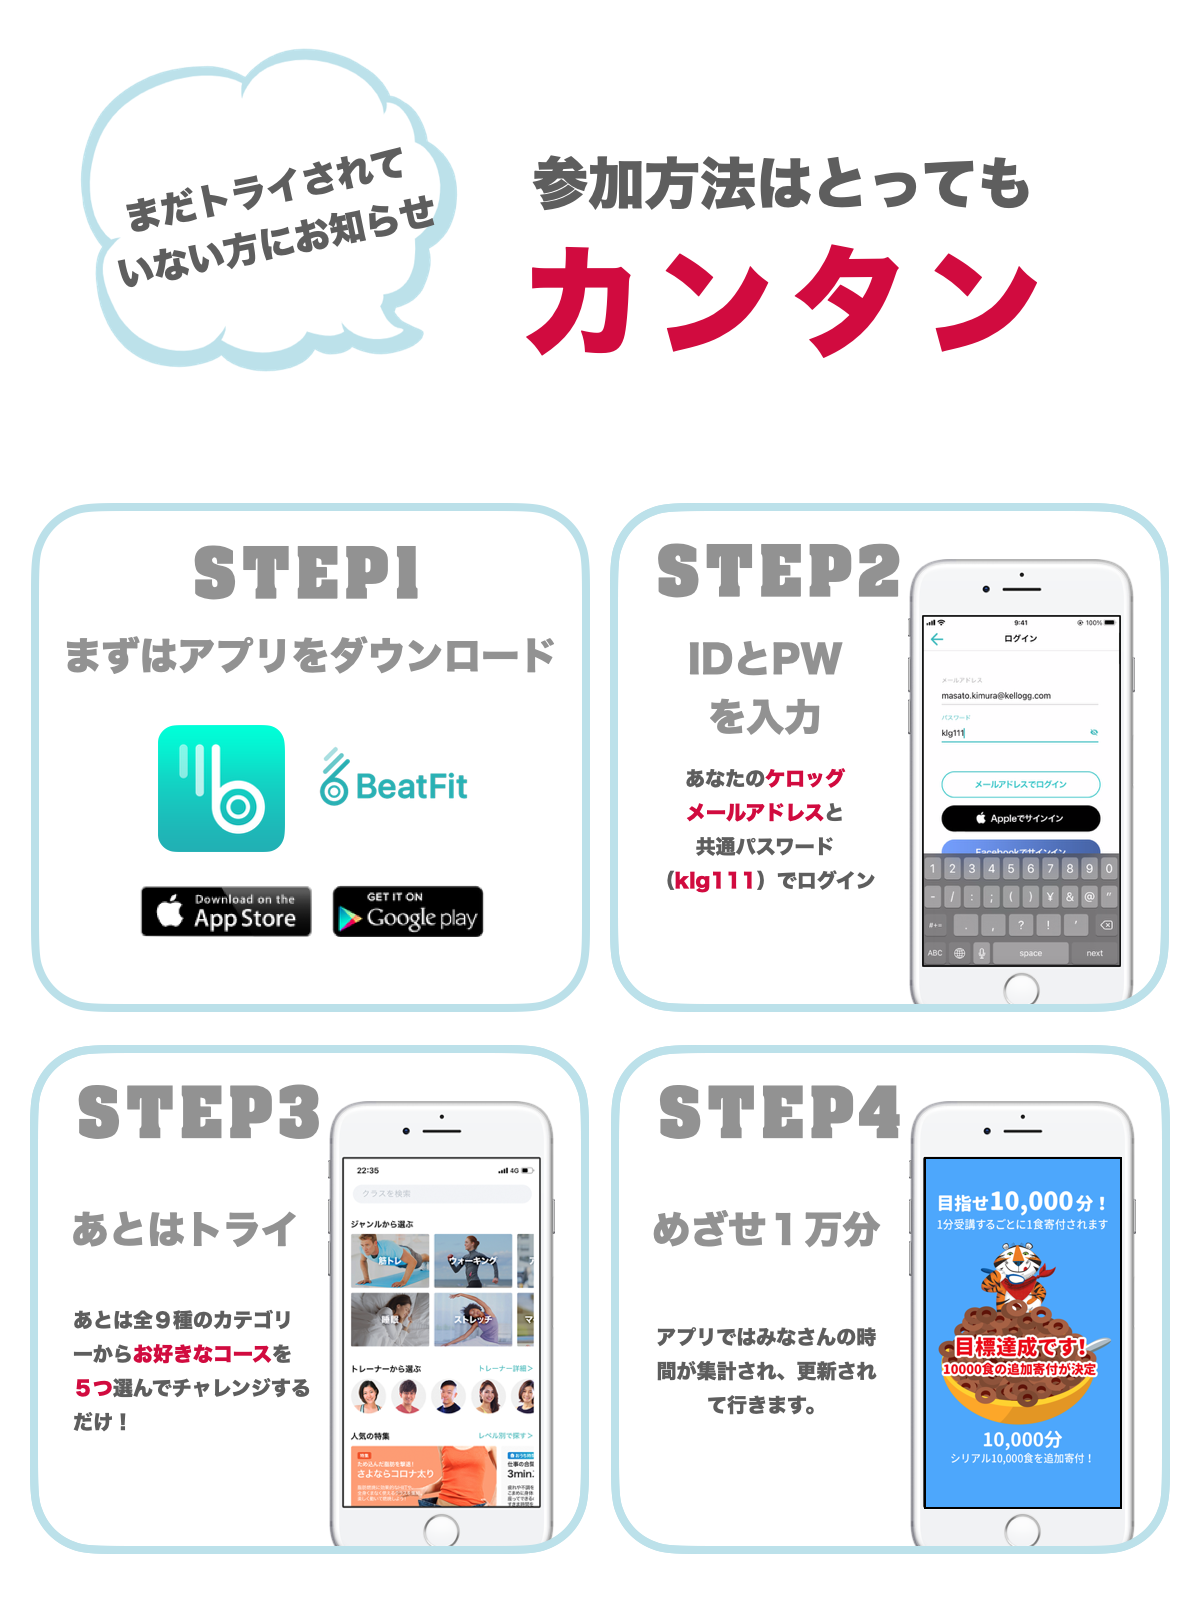 まだトライされて
いない方にお知らせ
参加方法はとっても
カンタン
STEP1
まずはアプリをダウンロード
BeatFit
Download on the
App Store
GET IT ON
Google play
STEP2
IDとPW
を入力
あなたのケロッグ
メールアドレスと
共通パスワード
（klg111）でログイン
9:41
100%
ログイン
メールアドレス
masato.kimura@kellogg.com
パスワード
klg111
メールアドレスでログイン
Appleでサインイン
Facebookでサインイン
1 2 3 4 5 6 7 8 9 0
- / : ; ( ) ¥ & @ "
#+= . , ? ! '
ABC space next
STEP3
あとはトライ
あとは全９種のカテゴリ
ーからお好きなコースを
５つ選んでチャレンジする
だけ！
22:35
4G
クラスを検索
ジャンルから選ぶ
筋トレ
ウォーキング
睡眠
ストレッチ
トレーナーから選ぶ
トレーナー詳細>
人気の特集
レベル別で探す>
特集
ため込んだ脂肪を撃退！
さよならコロナ太り
仕事の合間
3min.
STEP4
めざせ１万分
アプリではみなさんの時
間が集計され、更新され
て行きます。
目指せ10,000分！
1分受講するごとに1食寄付されます
目標達成です!
10000食の追加寄付が決定
10,000分
シリアル10,000食を追加寄付！